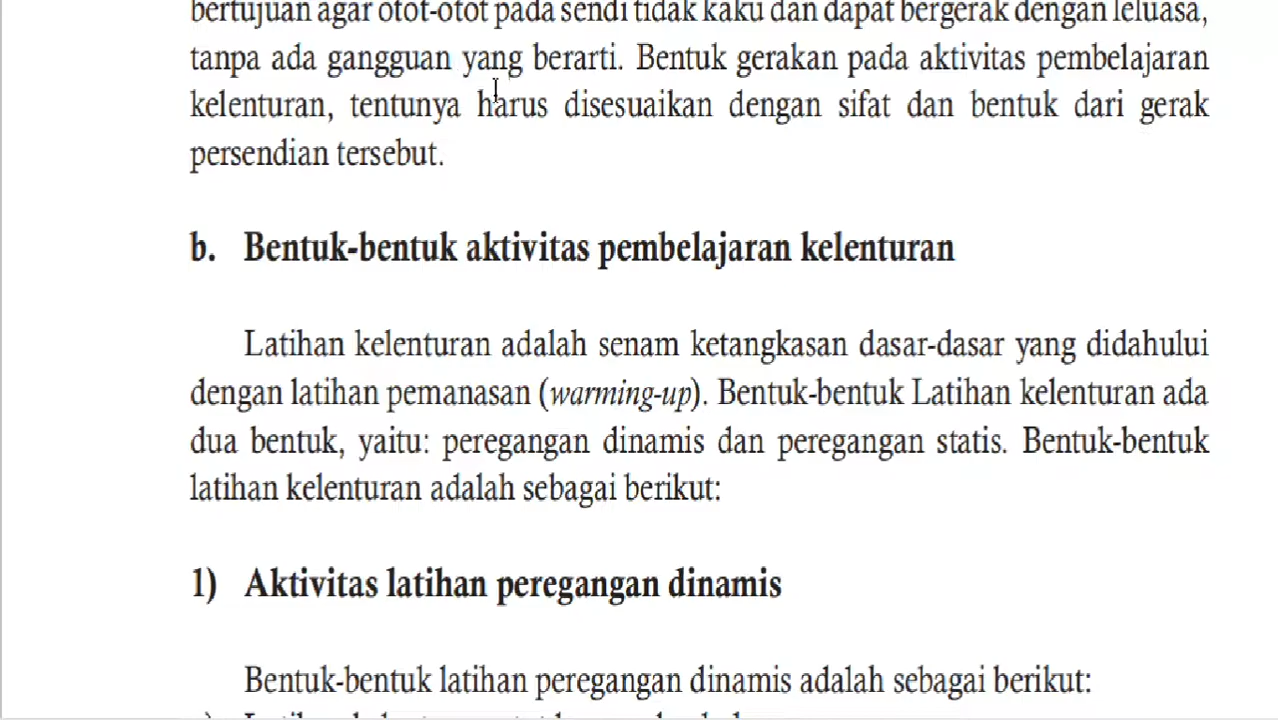 bertujuan agar otot-otot pada sendi tidak kaku dan dapat bergerak dengan leluasa,
tanpa ada gangguan yang berarti. Bentuk gerakan pada aktivitas pembelajaran
kelenturan, tentunya harus disesuaikan dengan sifat dan bentuk dari gerak
persendian tersebut.
b. Bentuk-bentuk aktivitas pembelajaran kelenturan
Latihan kelenturan adalah senam ketangkasan dasar-dasar yang didahului
dengan latihan pemanasan (warming-up). Bentuk-bentuk Latihan kelenturan ada
dua bentuk, yaitu: peregangan dinamis dan peregangan statis. Bentuk-bentuk
latihan kelenturan adalah sebagai berikut:
1) Aktivitas latihan peregangan dinamis
Bentuk-bentuk latihan peregangan dinamis adalah sebagai berikut: